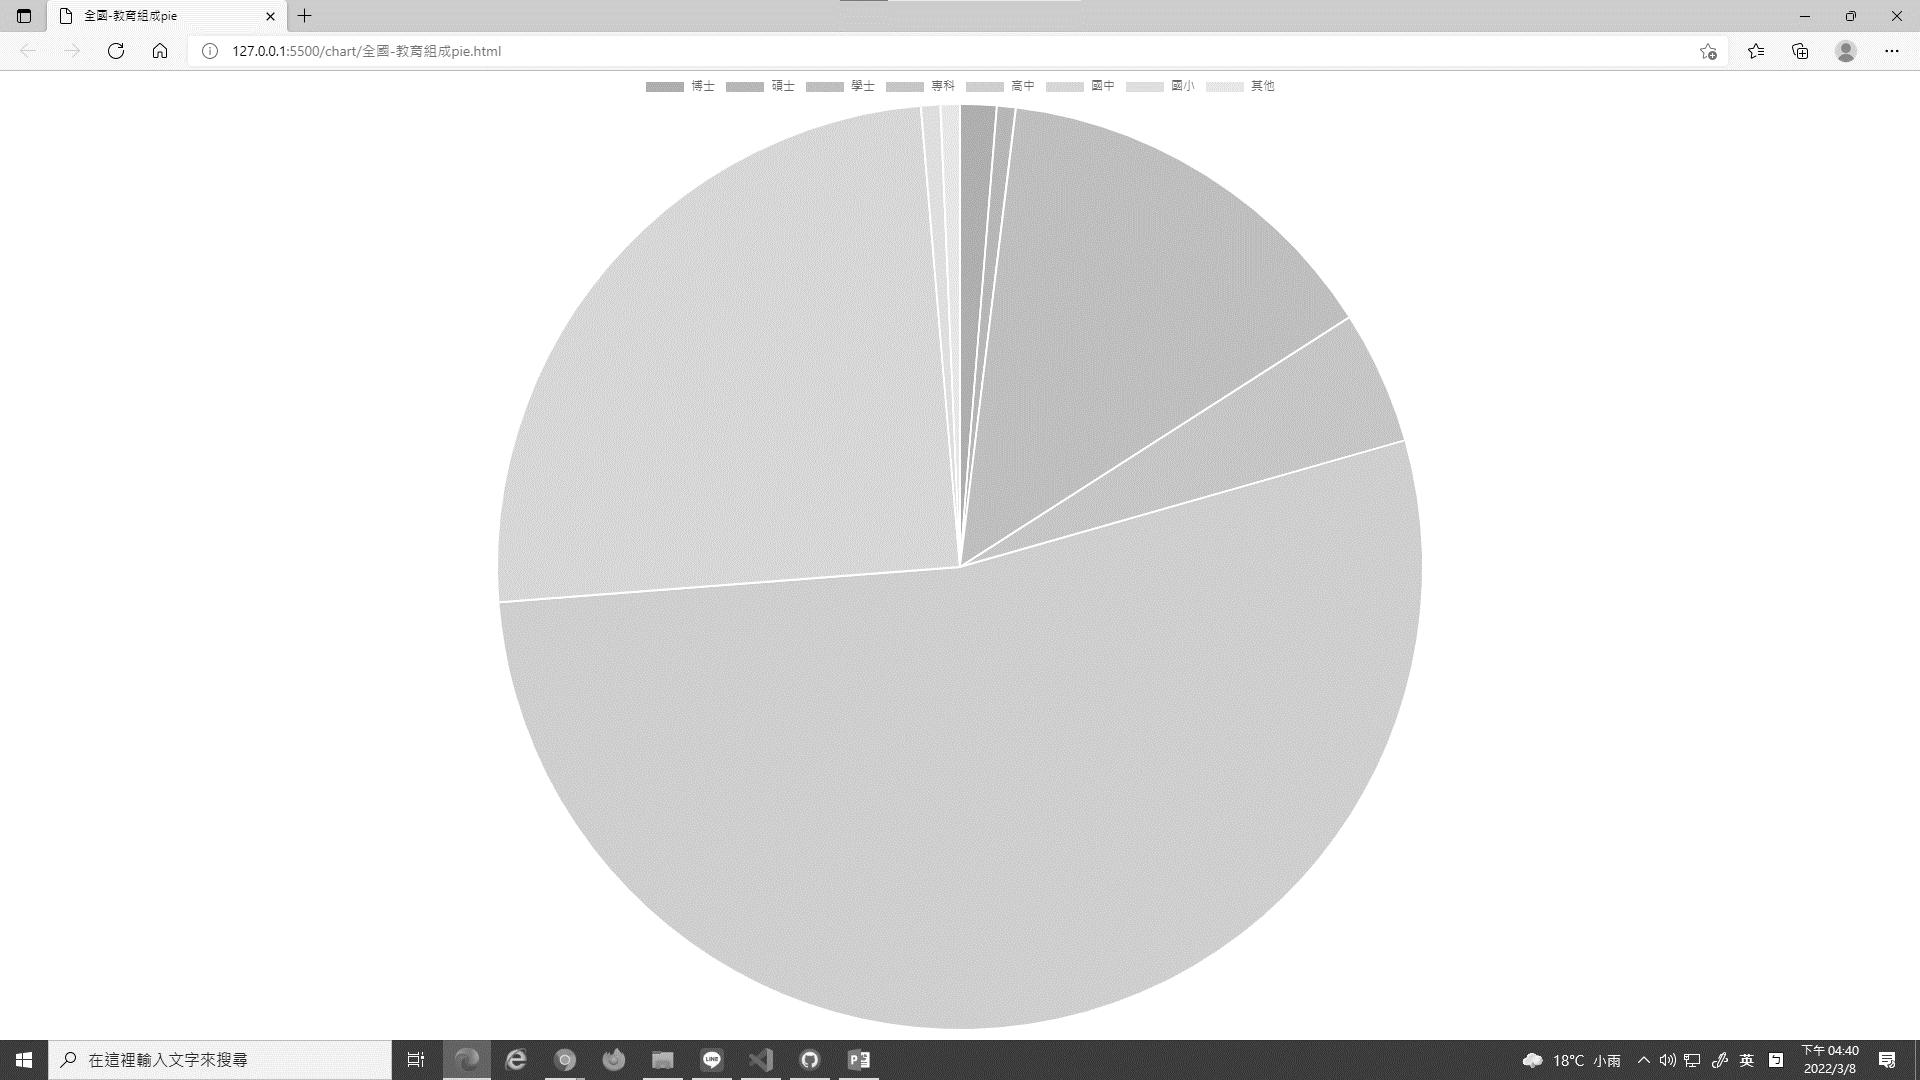 全國-教育組成pie
127.0.0.1:5500/chart/全國-教育組成pie.html
博士 碩士 學士 專科 高中 國中 國小 其他
在這裡輸入文字來搜尋
LINE
18°C 小雨
英
下午 04:40
2022/3/8